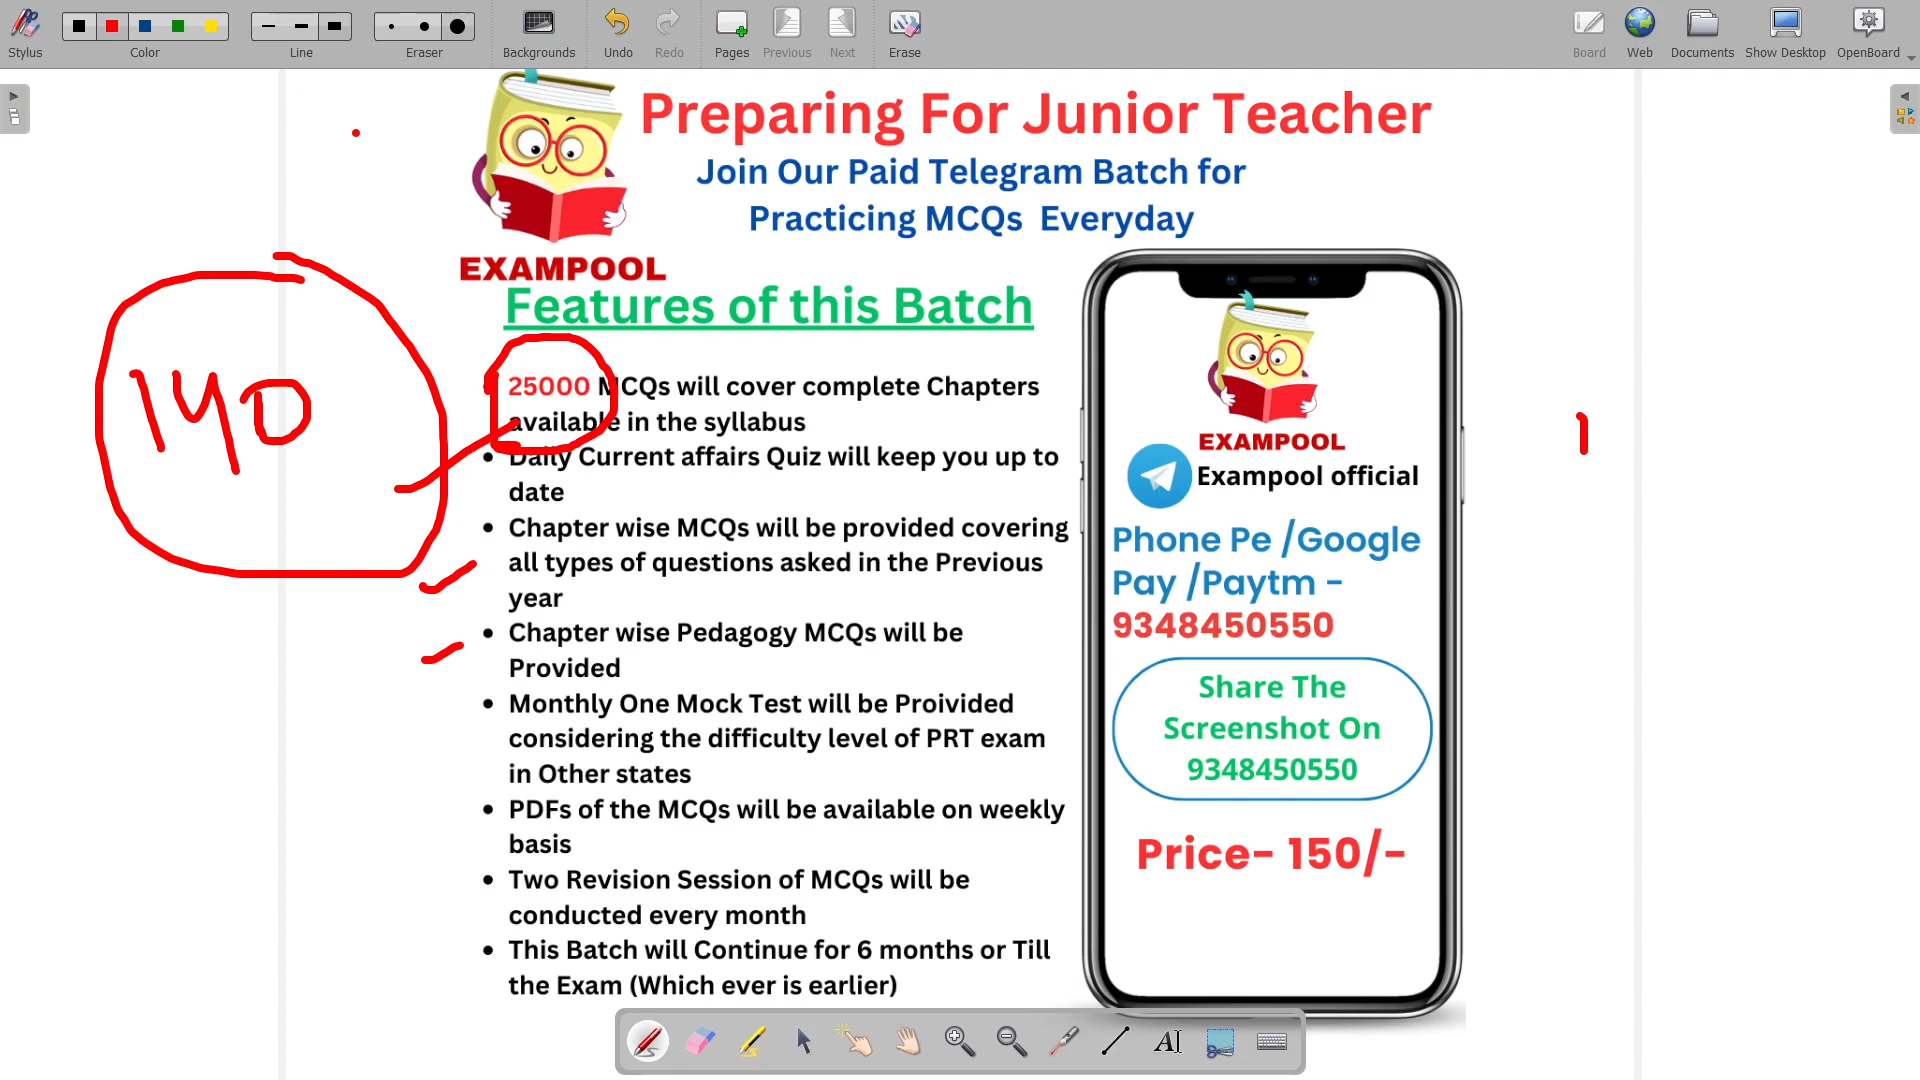 Stylus
Color
Line
Eraser
Backgrounds
Undo
Redo
Pages
Previous
Next
Erase
Board
Web
Documents
Show Desktop
OpenBoard
Preparing For Junior Teacher
Join Our Paid Telegram Batch for
Practicing MCQs Everyday
EXAMPOOL
Features of this Batch
140
25000 MCQs will cover complete Chapters
available in the syllabus
Daily Current affairs Quiz will keep you up to
date
Chapter wise MCQs will be provided covering
all types of questions asked in the Previous
year
Chapter wise Pedagogy MCQs will be
Provided
Monthly One Mock Test will be Proivided
considering the difficulty level of PRT exam
in Other states
PDFs of the MCQs will be available on weekly
basis
Two Revision Session of MCQs will be
conducted every month
This Batch will Continue for 6 months or Till
the Exam (Which ever is earlier)
EXAMPOOL
Exampool official
Phone Pe /Google
Pay /Paytm -
9348450550
Share The
Screenshot On
9348450550
Price- 150/-
1